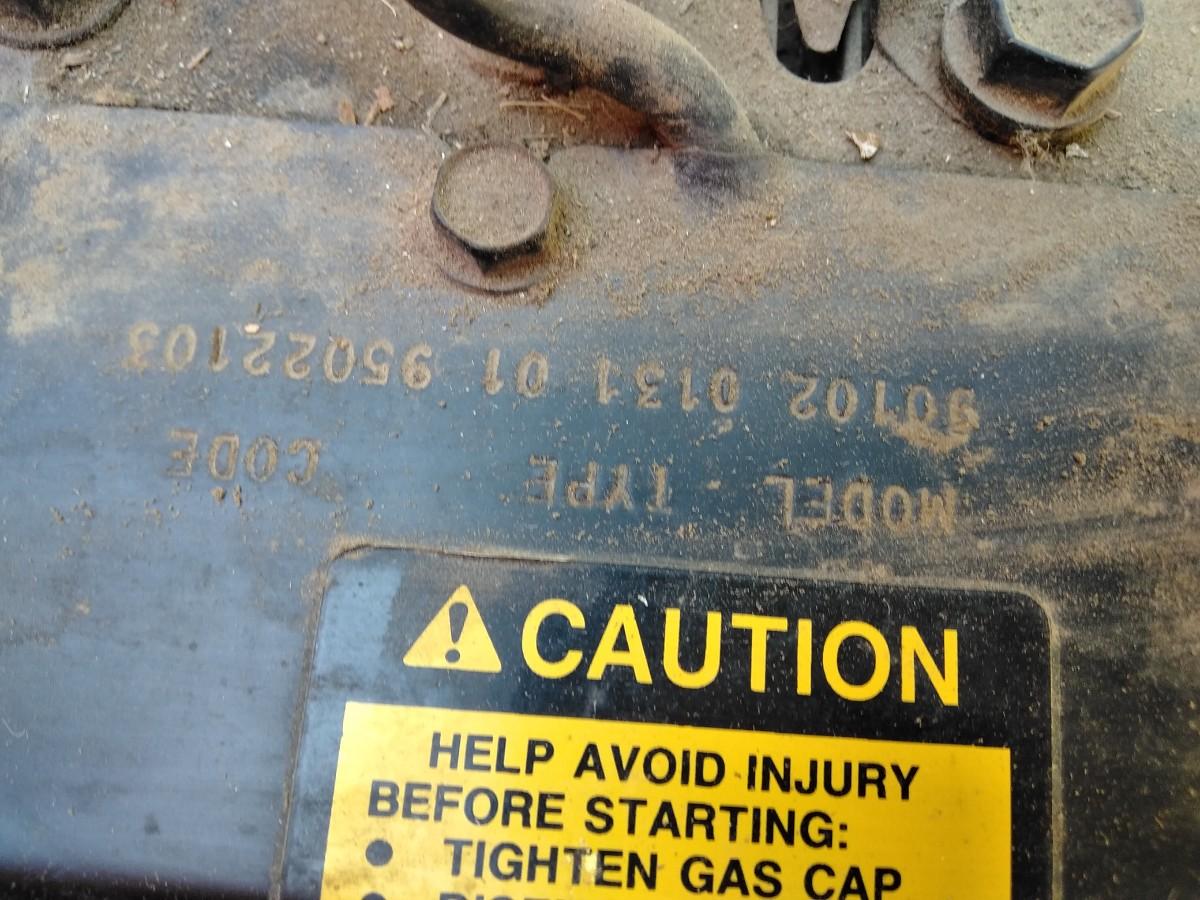 MODEL - TYPE CODE
90102 0131 01 95022103
CAUTION
HELP AVOID INJURY
BEFORE STARTING:
● TIGHTEN GAS CAP